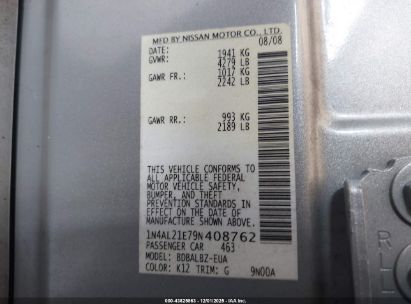 MFD BY NISSAN MOTOR CO., LTD.
DATE: 08/08
GVWR: 1941 KG
4279 LB
GAWR FR.: 1017 KG
2242 LB
GAWR RR.: 993 KG
2189 LB
THIS VEHICLE CONFORMS TO
ALL APPLICABLE FEDERAL
MOTOR VEHICLE SAFETY,
BUMPER, AND THEFT
PREVENTION STANDARDS IN
EFFECT ON THE DATE OF
MANUFACTURE SHOWN ABOVE.
1N4AL21E79N408762
PASSENGER CAR 463
MODEL: BDBALBZ-EUA
COLOR: K12 TRIM: G 9N00A